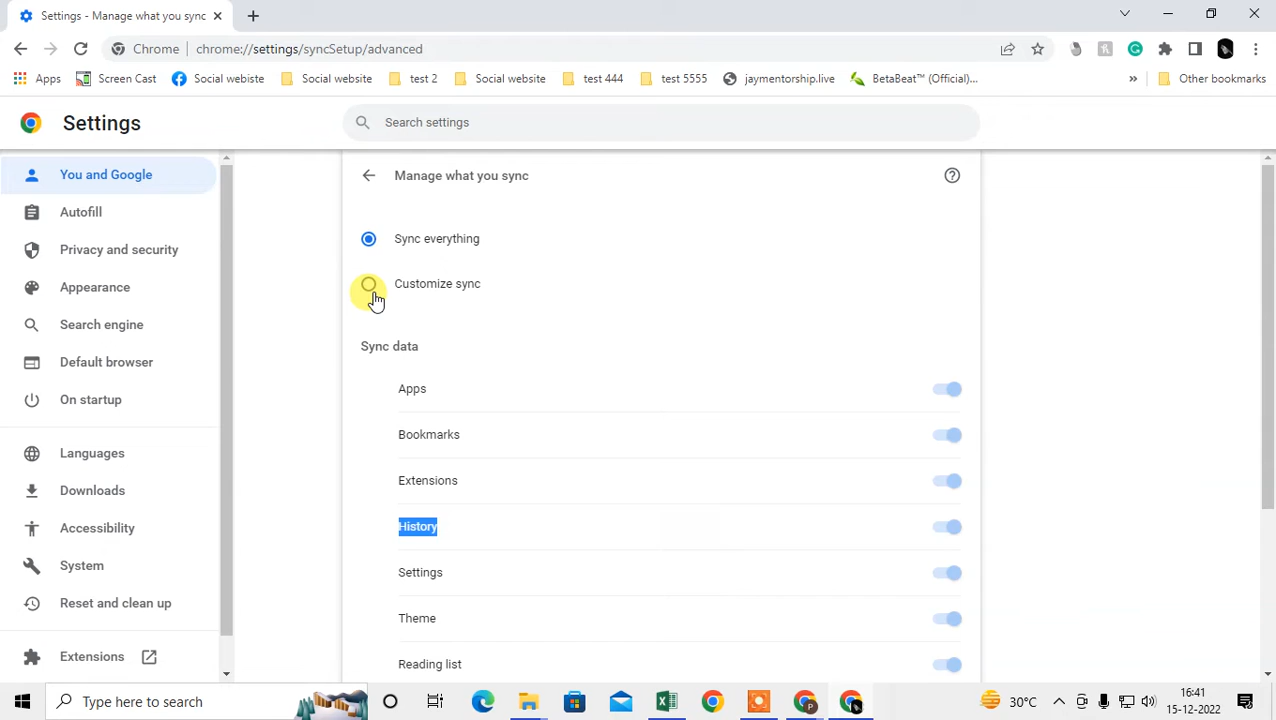 Settings - Manage what you sync
Chrome chrome://settings/syncSetup/advanced
Apps Screen Cast Social webiste Social website test 2 Social website test 444 test 5555 jaymentorship.live BetaBeat™ (Official)... » Other bookmarks
Settings
Search settings
You and Google
Autofill
Privacy and security
Appearance
Search engine
Default browser
On startup
Languages
Downloads
Accessibility
System
Reset and clean up
Extensions
Manage what you sync
Sync everything
Customize sync
Sync data
Apps
Bookmarks
Extensions
History
Settings
Theme
Reading list
Type here to search
30°C
16:41
15-12-2022